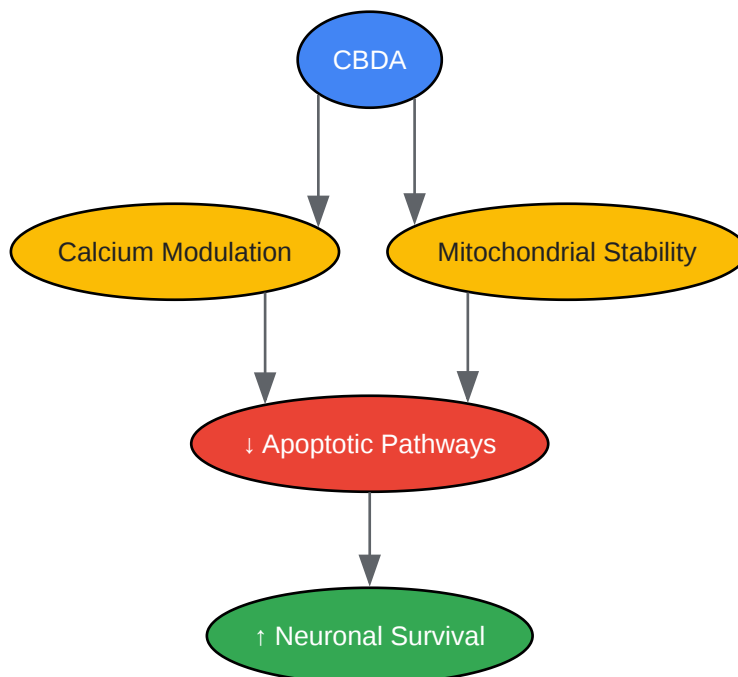 CBDA
Calcium Modulation
Mitochondrial Stability
↓ Apoptotic Pathways
↑ Neuronal Survival